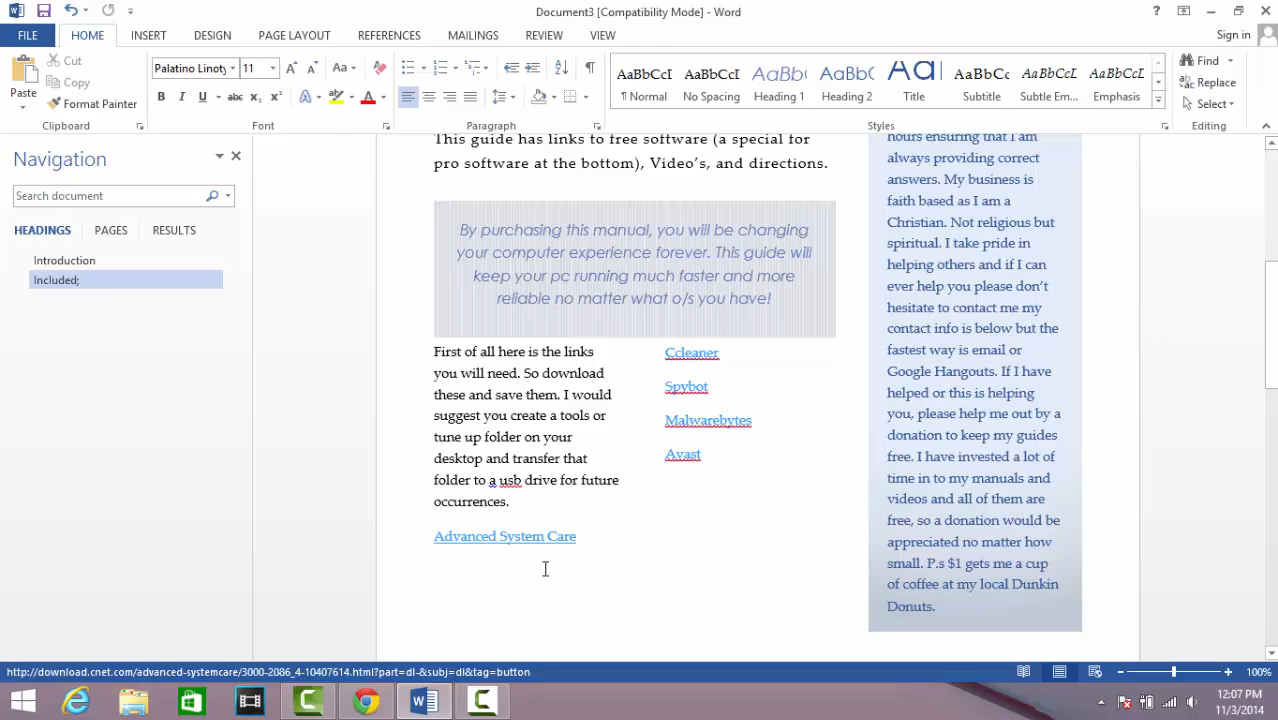 Document3 [Compatibility Mode] - Word
?
FILE HOME INSERT DESIGN PAGE LAYOUT REFERENCES MAILINGS REVIEW VIEW
Sign in
Paste
Cut
Copy
Format Painter
Clipboard
Palatino Linoty 11
B I U abc x₂ x²
Font
Paragraph
AaBbCcI AaBbCcI AaBbC AaBbC AaI AaBbCcI AaBbCcL AaBbCcL
¶ Normal No Spacing Heading 1 Heading 2 Title Subtitle Subtle Em... Emphasis
Styles
Find
Replace
Select
Editing
Navigation
Search document
HEADINGS PAGES RESULTS
Introduction
Included;
This guide has links to free software (a special for
pro software at the bottom), Video's, and directions.
By purchasing this manual, you will be changing
your computer experience forever. This guide will
keep your pc running much faster and more
reliable no matter what o/s you have!
First of all here is the links
you will need. So download
these and save them. I would
suggest you create a tools or
tune up folder on your
desktop and transfer that
folder to a usb drive for future
occurrences.
Advanced System Care
Ccleaner
Spybot
Malwarebytes
Avast
hours ensuring that I am
always providing correct
answers. My business is
faith based as I am a
Christian. Not religious but
spiritual. I take pride in
helping others and if I can
ever help you please don't
hesitate to contact me my
contact info is below but the
fastest way is email or
Google Hangouts. If I have
helped or this is helping
you, please help me out by a
donation to keep my guides
free. I have invested a lot of
time in to my manuals and
videos and all of them are
free, so a donation would be
appreciated no matter how
small. P.s $1 gets me a cup
of coffee at my local Dunkin
Donuts.
http://download.cnet.com/advanced-systemcare/3000-2086_4-10407614.html?part=dl-&subj=dl&tag=button
100%
12:07 PM
11/3/2014